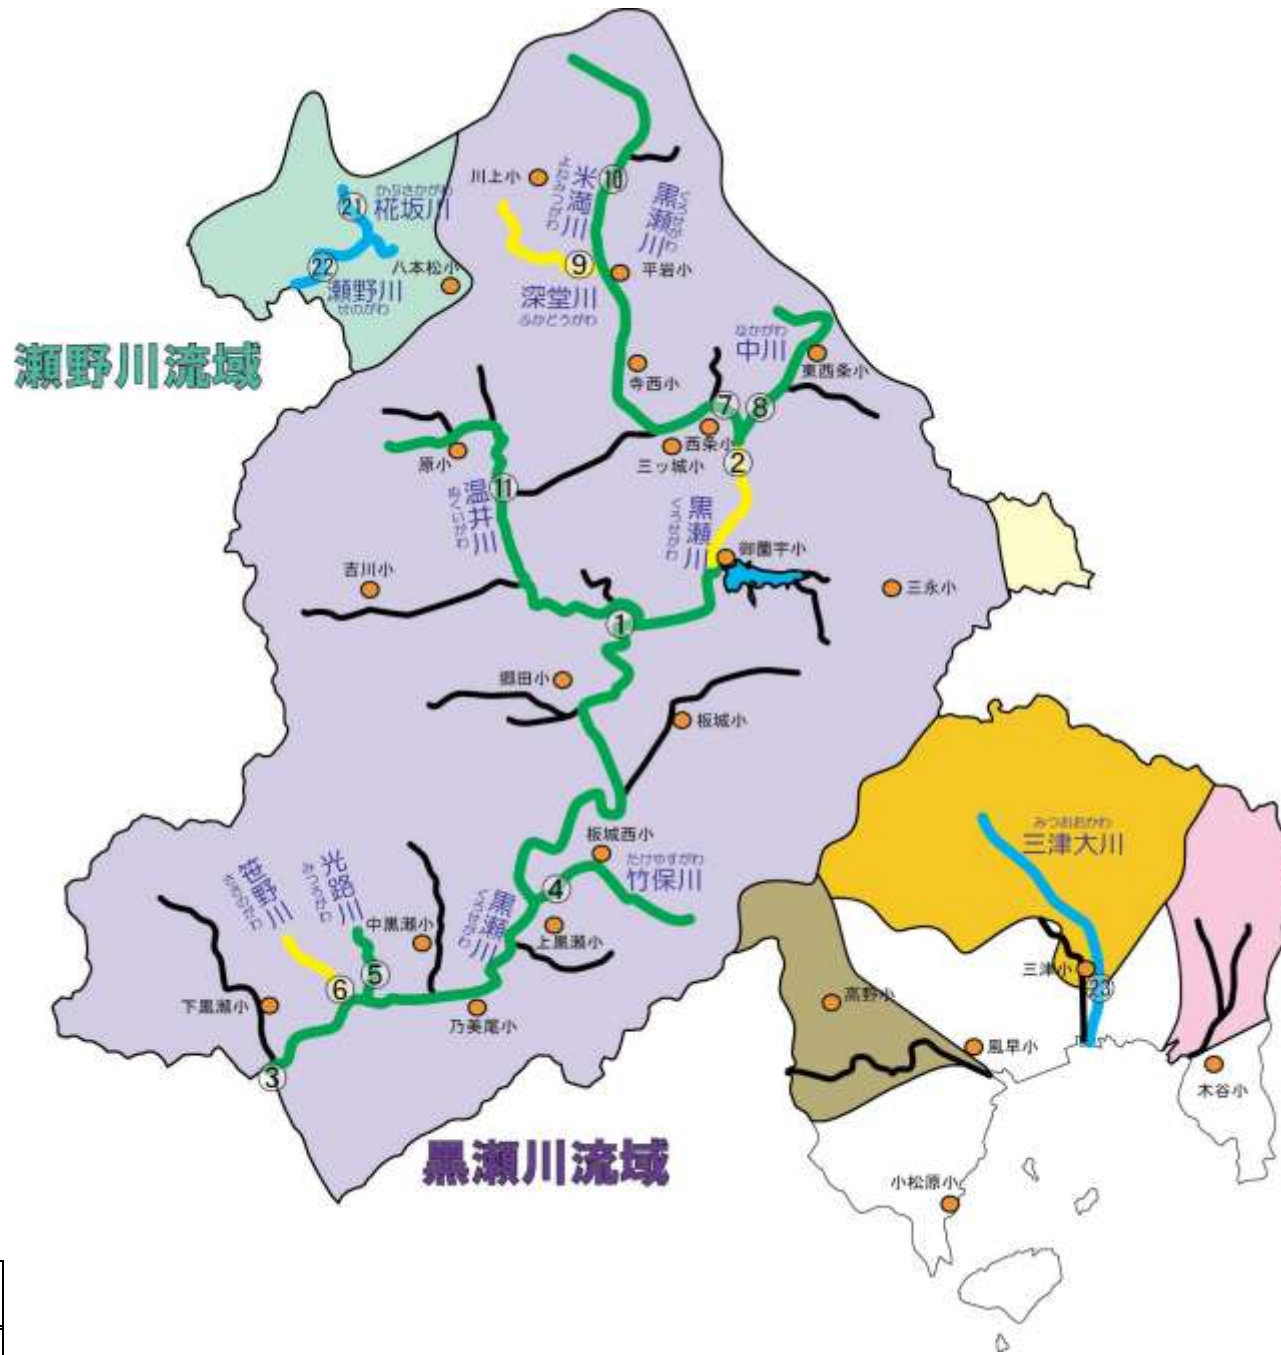 川上小
⑩
米満川
よねみつがわ
黒瀬川
くろせがわ
かぶさかがわ
㉑
椛坂川
⑨
平岩小
㉒
八本松小
瀬野川
せのがわ
深堂川
ふかどうがわ
瀬野川流域
なかがわ
中川
東西条小
寺西小
⑦
⑧
西条小
三ッ城小
②
原小
⑪
温井川
ぬくいがわ
黒瀬川
くろせがわ
御薗宇小
吉川小
三永小
①
郷田小
板城小
板城西小
たけやすがわ
竹保川
④
みつおおかわ
三津大川
笹野川
ささのがわ
光路川
みつろがわ
中黒瀬小
黒瀬川
くろせがわ
上黒瀬小
⑤
⑥
下黒瀬小
乃美尾小
③
三津小
㉓
高野小
風早小
木谷小
黒瀬川流域
小松原小